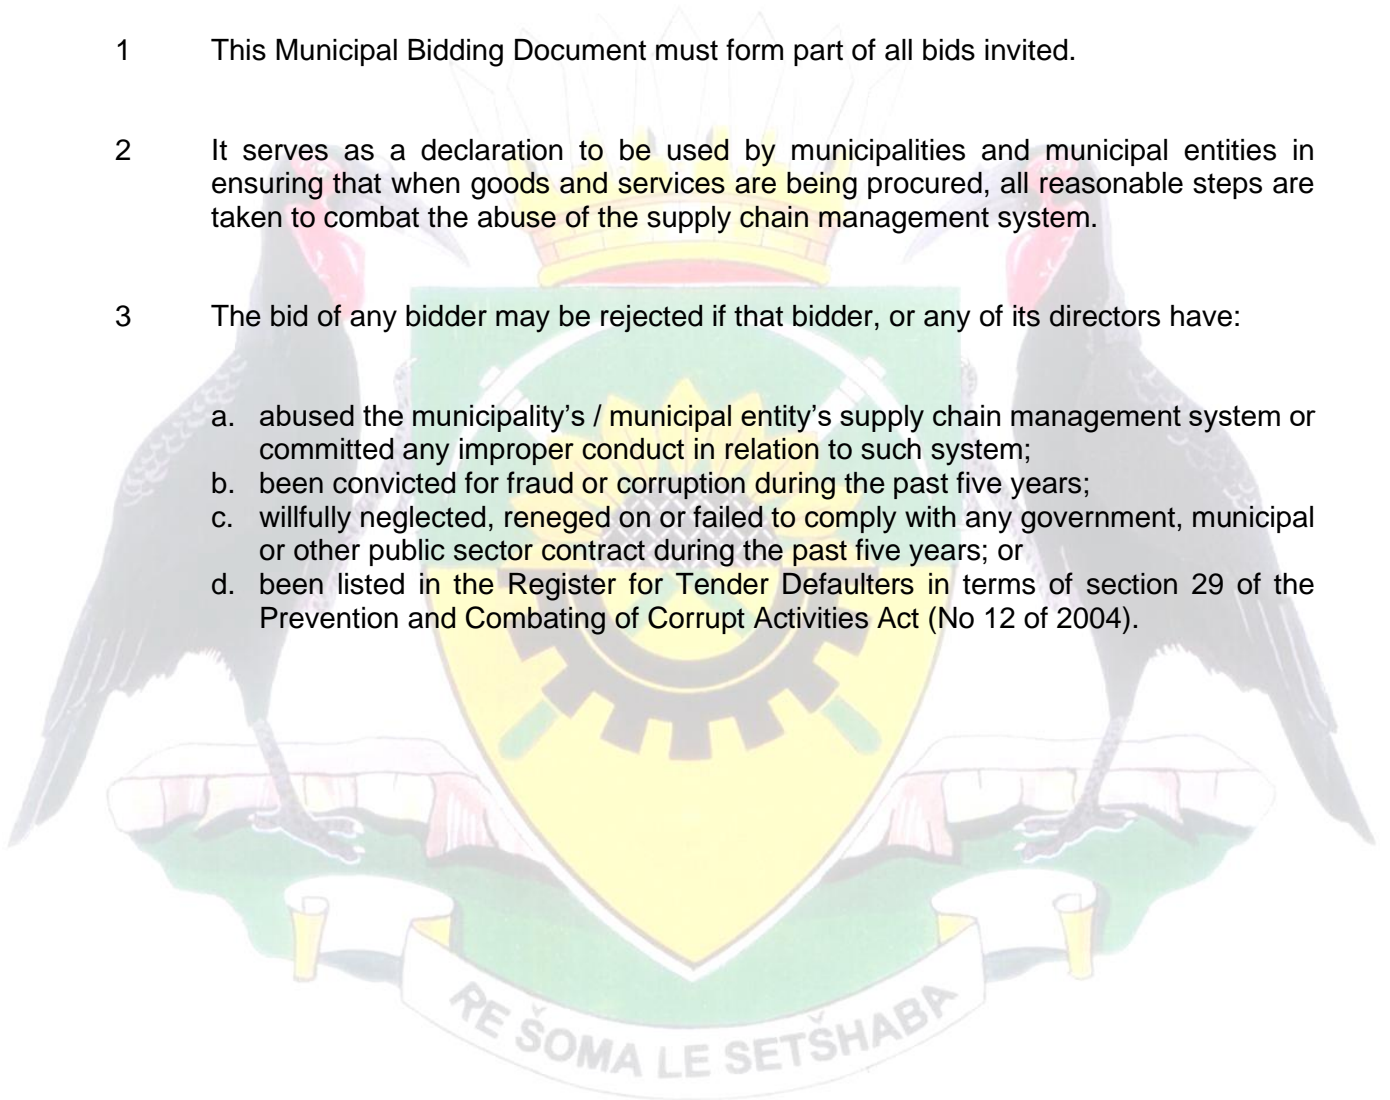 1 This Municipal Bidding Document must form part of all bids invited.
2 It serves as a declaration to be used by municipalities and municipal entities in
ensuring that when goods and services are being procured, all reasonable steps are
taken to combat the abuse of the supply chain management system.
3 The bid of any bidder may be rejected if that bidder, or any of its directors have:
a. abused the municipality’s / municipal entity’s supply chain management system or
committed any improper conduct in relation to such system;
b. been convicted for fraud or corruption during the past five years;
c. willfully neglected, reneged on or failed to comply with any government, municipal
or other public sector contract during the past five years; or
d. been listed in the Register for Tender Defaulters in terms of section 29 of the
Prevention and Combating of Corrupt Activities Act (No 12 of 2004).
RE ŠOMA LE SETŠHABA